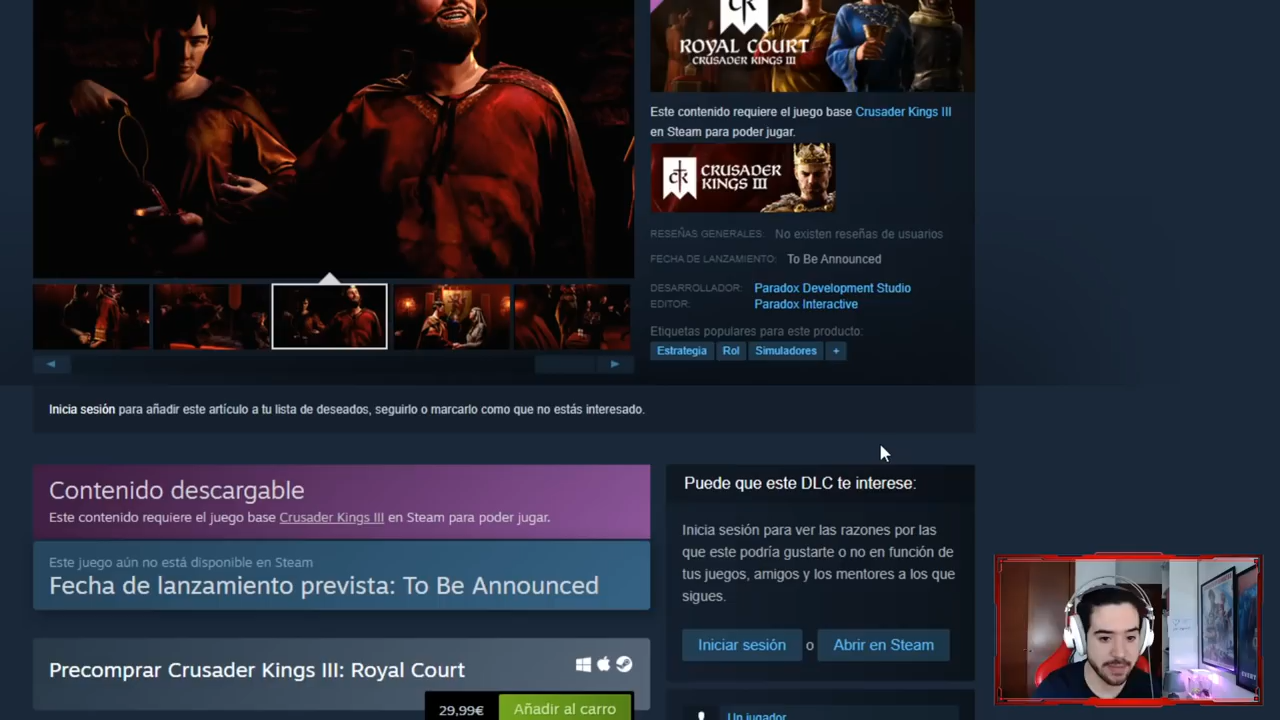 ROYAL COURT
CRUSADER KINGS III
Este contenido requiere el juego base Crusader Kings III
en Steam para poder jugar.
CRUSADER
KINGS III
RESEÑAS GENERALES: No existen reseñas de usuarios
FECHA DE LANZAMIENTO: To Be Announced
DESARROLLADOR: Paradox Development Studio
EDITOR: Paradox Interactive
Etiquetas populares para este producto:
Estrategia Rol Simuladores +
Inicia sesión para añadir este artículo a tu lista de deseados, seguirlo o marcarlo como que no estás interesado.
Contenido descargable
Este contenido requiere el juego base Crusader Kings III en Steam para poder jugar.
Este juego aún no está disponible en Steam
Fecha de lanzamiento prevista: To Be Announced
Precomprar Crusader Kings III: Royal Court
29,99€ Añadir al carro
Puede que este DLC te interese:
Inicia sesión para ver las razones por las
que este podría gustarte o no en función de
tus juegos, amigos y los mentores a los que
sigues.
Iniciar sesión o Abrir en Steam
Un jugador